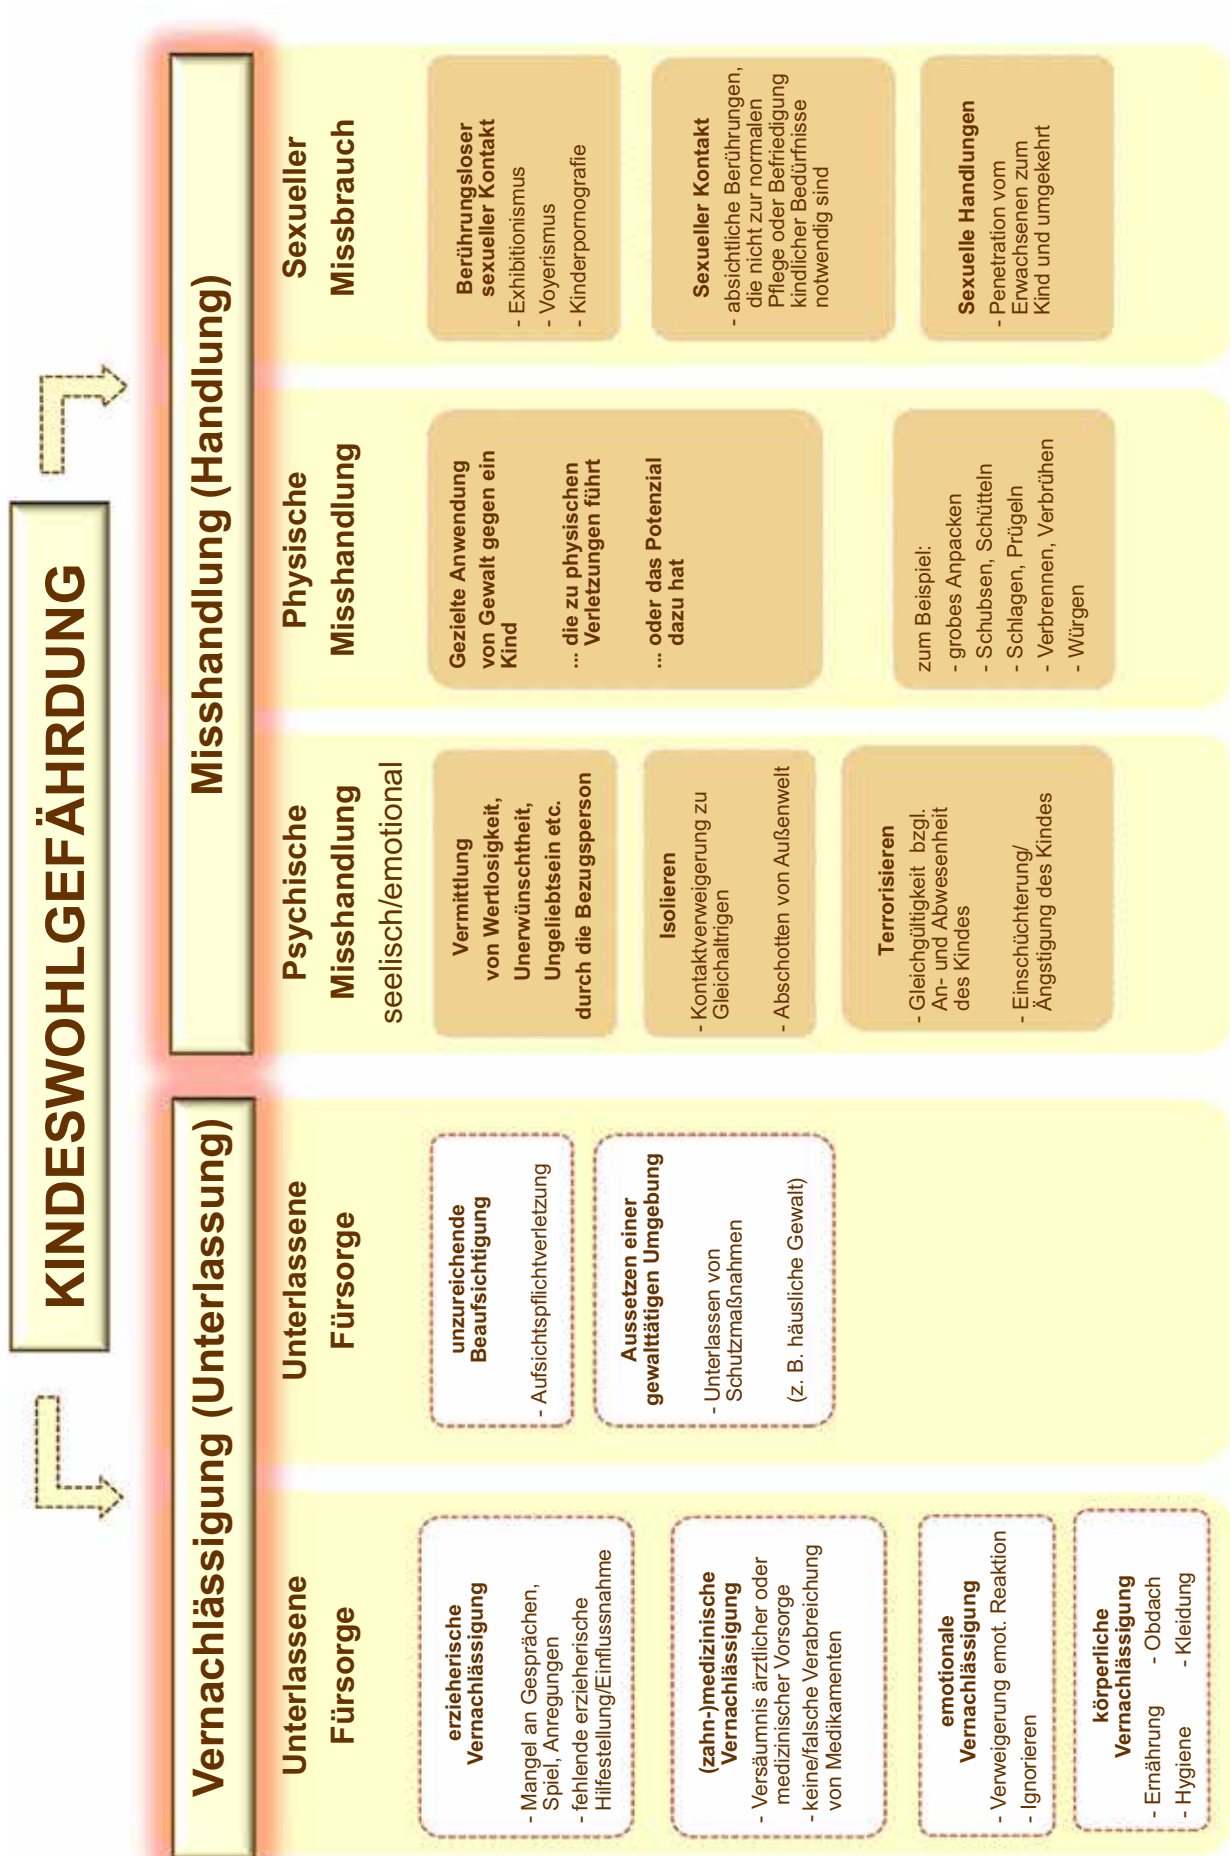 KINDESWOHLGEFÄHRDUNG
Vernachlässigung (Unterlassung)
Unterlassene
Fürsorge
erzieherische
Vernachlässigung
- Mangel an Gesprächen,
Spiel, Anregungen
- fehlende erzieherische
Hilfestellung/Einflussnahme
(zahn-)medizinische
Vernachlässigung
- Versäumnis ärztlicher oder
medizinischer Vorsorge
- keine/falsche Verabreichung
von Medikamenten
emotionale
Vernachlässigung
- Verweigerung emot. Reaktion
- Ignorieren
körperliche
Vernachlässigung
- Ernährung - Obdach
- Hygiene - Kleidung
Unterlassene
Fürsorge
unzureichende
Beaufsichtigung
- Aufsichtspflichtverletzung
Aussetzen einer
gewalttätigen Umgebung
- Unterlassen von
Schutzmaßnahmen
(z. B. häusliche Gewalt)
Misshandlung (Handlung)
Psychische
Misshandlung
seelisch/emotional
Vermittlung
von Wertlosigkeit,
Unerwünschtheit,
Ungeliebtsein etc.
durch die Bezugsperson
Isolieren
- Kontaktverweigerung zu
Gleichaltrigen
- Abschotten von Außenwelt
Terrorisieren
- Gleichgültigkeit bzgl.
An- und Abwesenheit
des Kindes
- Einschüchterung/
Ängstigung des Kindes
Physische
Misshandlung
Gezielte Anwendung
von Gewalt gegen ein
Kind
... die zu physischen
Verletzungen führt
... oder das Potenzial
dazu hat
zum Beispiel:
- grobes Anpacken
- Schubsen, Schütteln
- Schlagen, Prügeln
- Verbrennen, Verbrühen
- Würgen
Sexueller
Missbrauch
Berührungsloser
sexueller Kontakt
- Exhibitionismus
- Voyerismus
- Kinderpornografie
Sexueller Kontakt
- absichtliche Berührungen,
die nicht zur normalen
Pflege oder Befriedigung
kindlicher Bedürfnisse
notwendig sind
Sexuelle Handlungen
- Penetration vom
Erwachsenen zum
Kind und umgekehrt